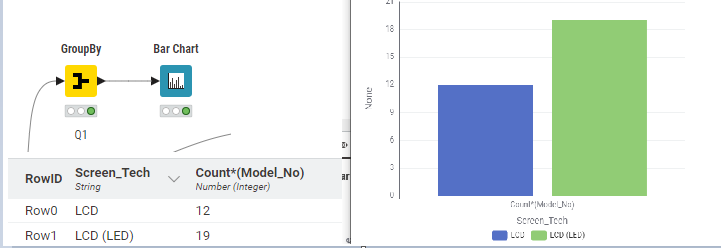 GroupBy
Bar Chart
Q1
RowID
Screen_Tech
String
Count*(Model_No)
Number (Integer)
Row0
LCD
12
Row1
LCD (LED)
19
21
18
15
12
9
6
3
0
None
Count*(Model_No)
Screen_Tech
LCD
LCD (LED)